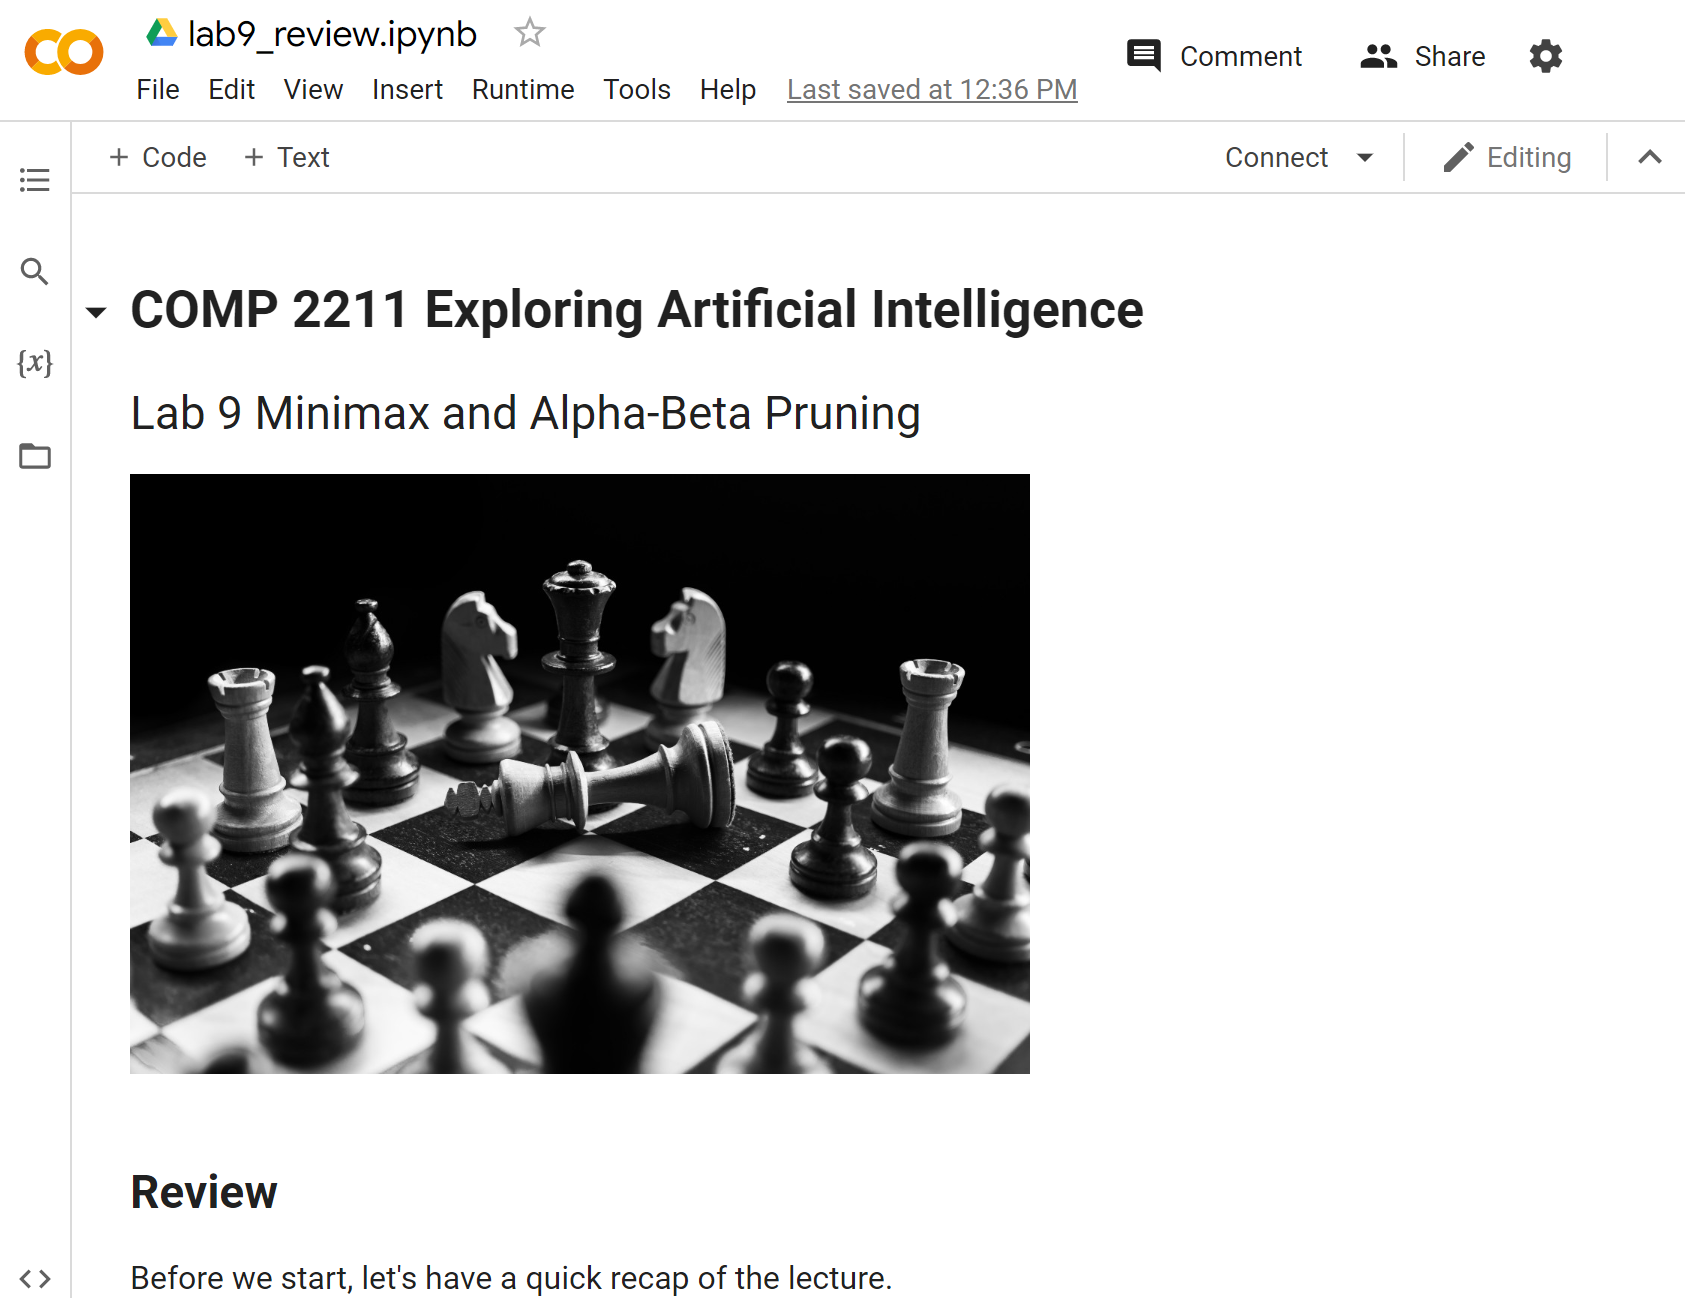 lab9_review.ipynb
File Edit View Insert Runtime Tools Help Last saved at 12:36 PM
Comment Share
+ Code + Text
Connect Editing
{x}
COMP 2211 Exploring Artificial Intelligence
Lab 9 Minimax and Alpha-Beta Pruning
Review
Before we start, let's have a quick recap of the lecture.